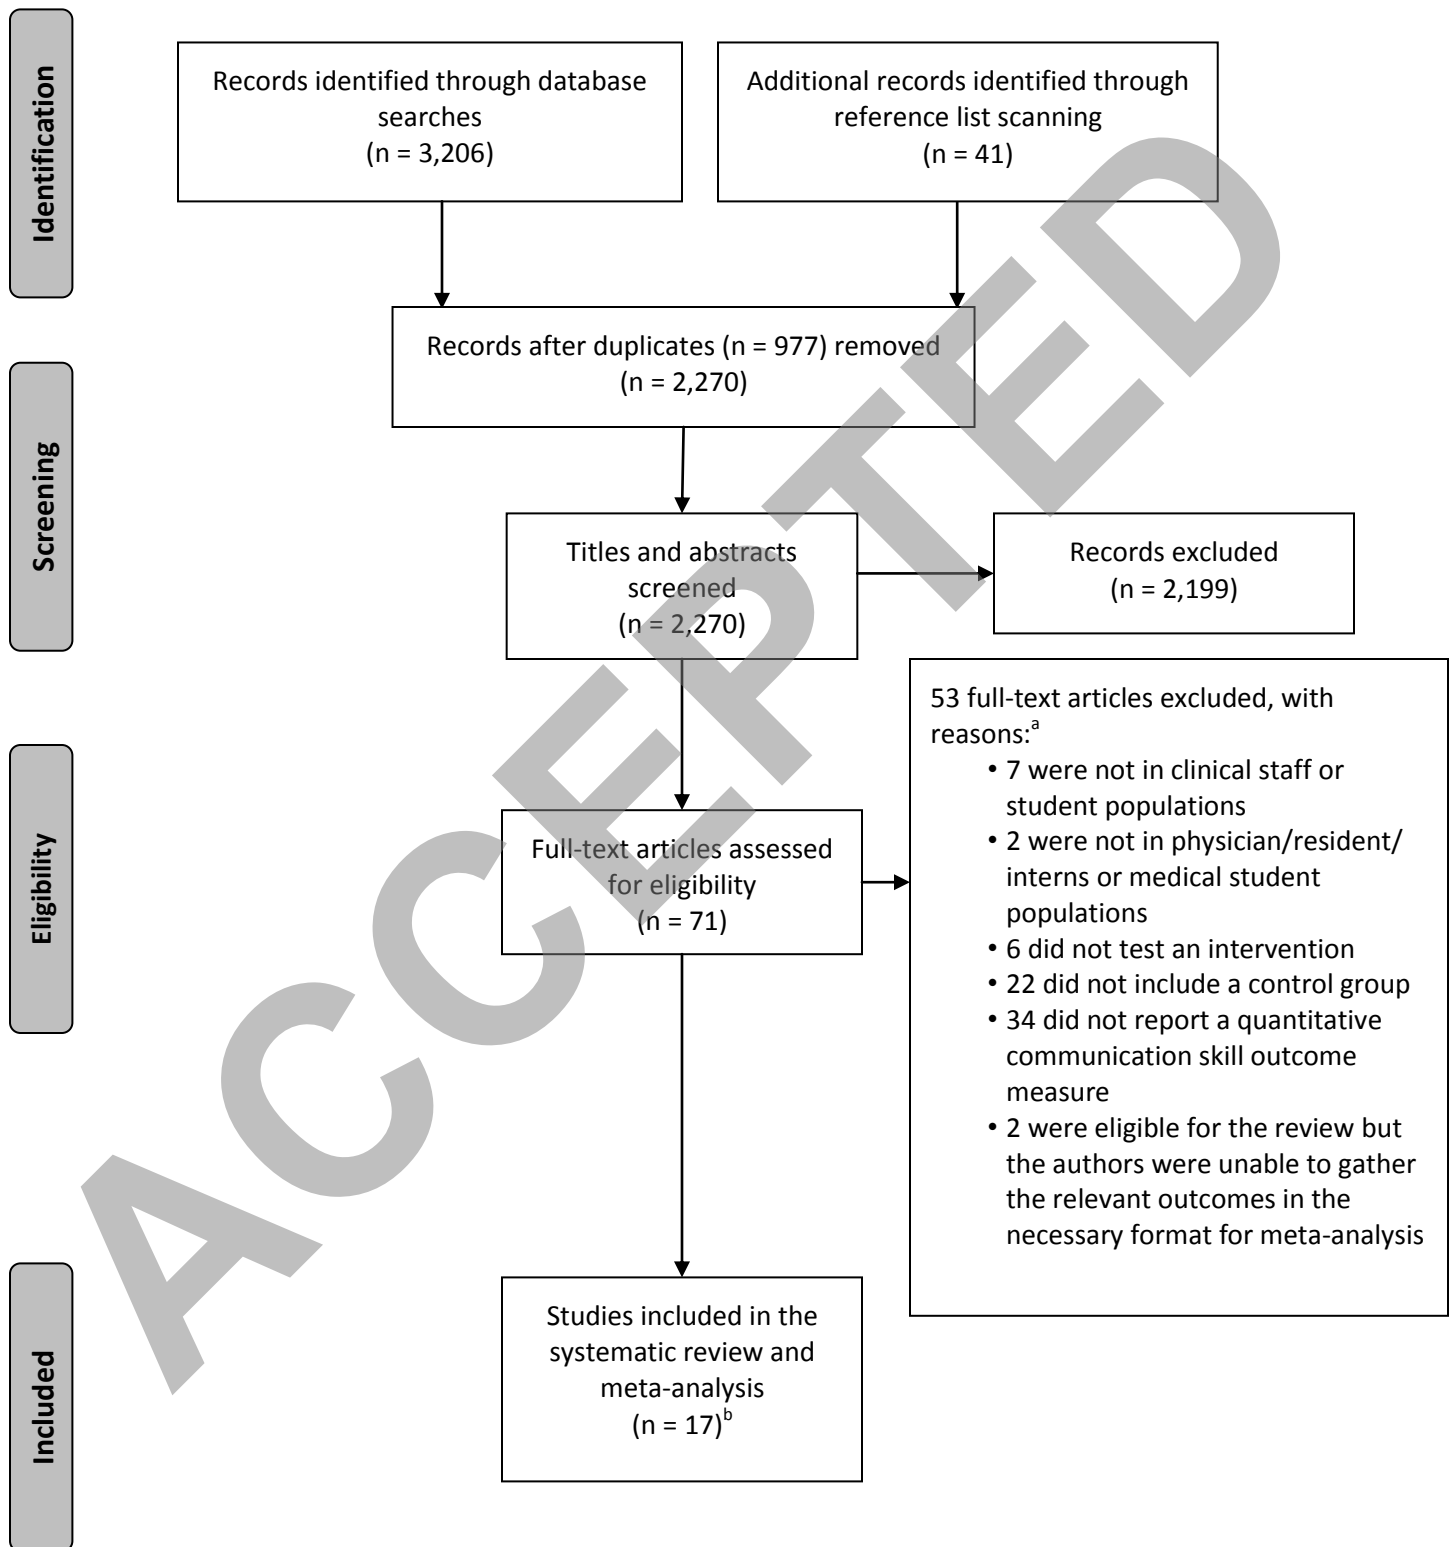 Identification
Records identified through database
searches
(n = 3,206)
Additional records identified through
reference list scanning
(n = 41)
Records after duplicates (n = 977) removed
(n = 2,270)
Screening
Titles and abstracts
screened
(n = 2,270)
Records excluded
(n = 2,199)
Eligibility
Full-text articles assessed
for eligibility
(n = 71)
53 full-text articles excluded, with
reasons:a
• 7 were not in clinical staff or
student populations
• 2 were not in physician/resident/
interns or medical student
populations
• 6 did not test an intervention
• 22 did not include a control group
• 34 did not report a quantitative
communication skill outcome
measure
• 2 were eligible for the review but
the authors were unable to gather
the relevant outcomes in the
necessary format for meta-analysis
Included
Studies included in the
systematic review and
meta-analysis
(n = 17)b
ACCEPTED